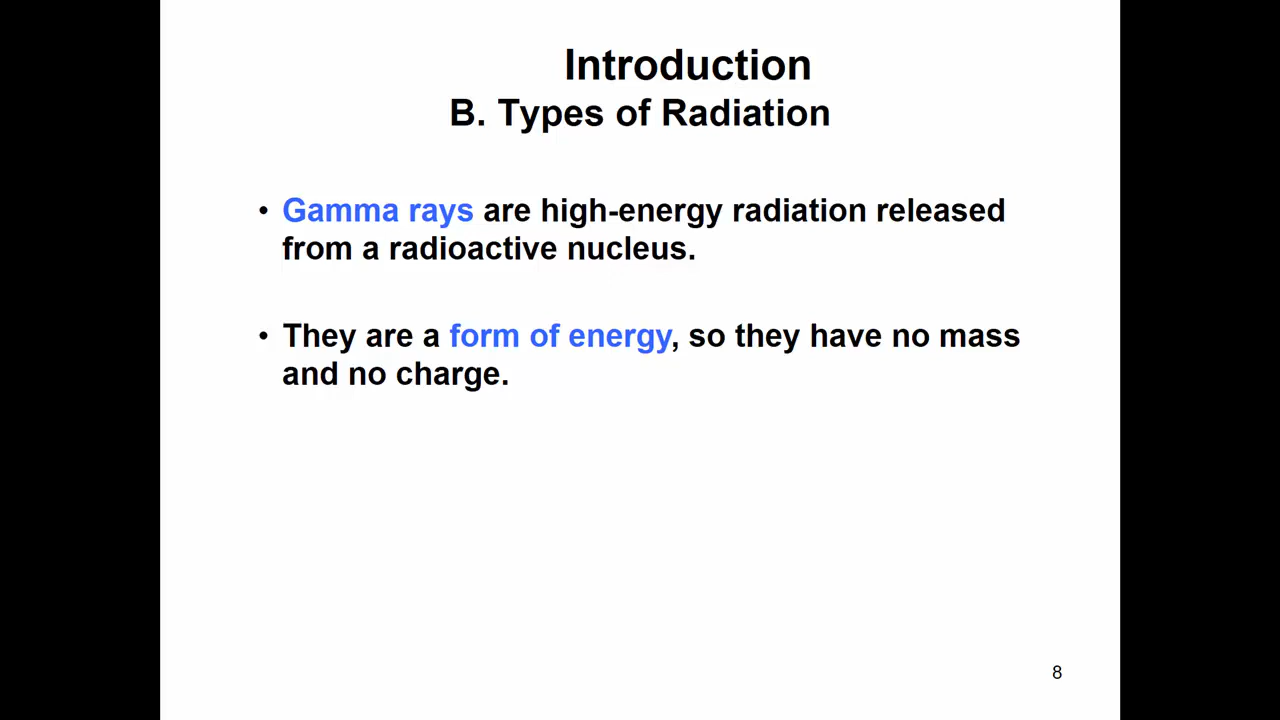 Introduction
B. Types of Radiation
• Gamma rays are high-energy radiation released
from a radioactive nucleus.
• They are a form of energy, so they have no mass
and no charge.
8